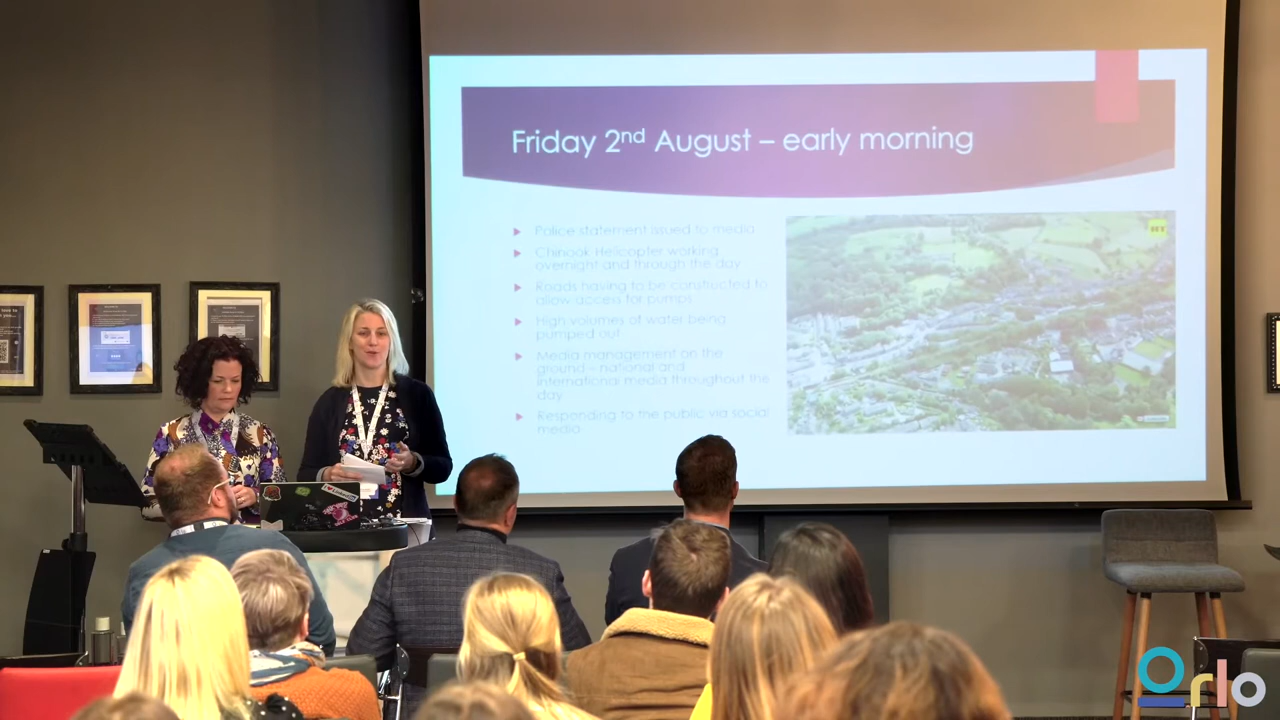 Friday 2nd August – early morning
Police statement issued to media
Chinook Helicopter working
overnight and through the day
Roads having to be constructed to
allow access for pumps
High volumes of water being
pumped out
Media management on the
ground – national and
international media throughout the
day
Responding to the public via social
media
RT
orlo